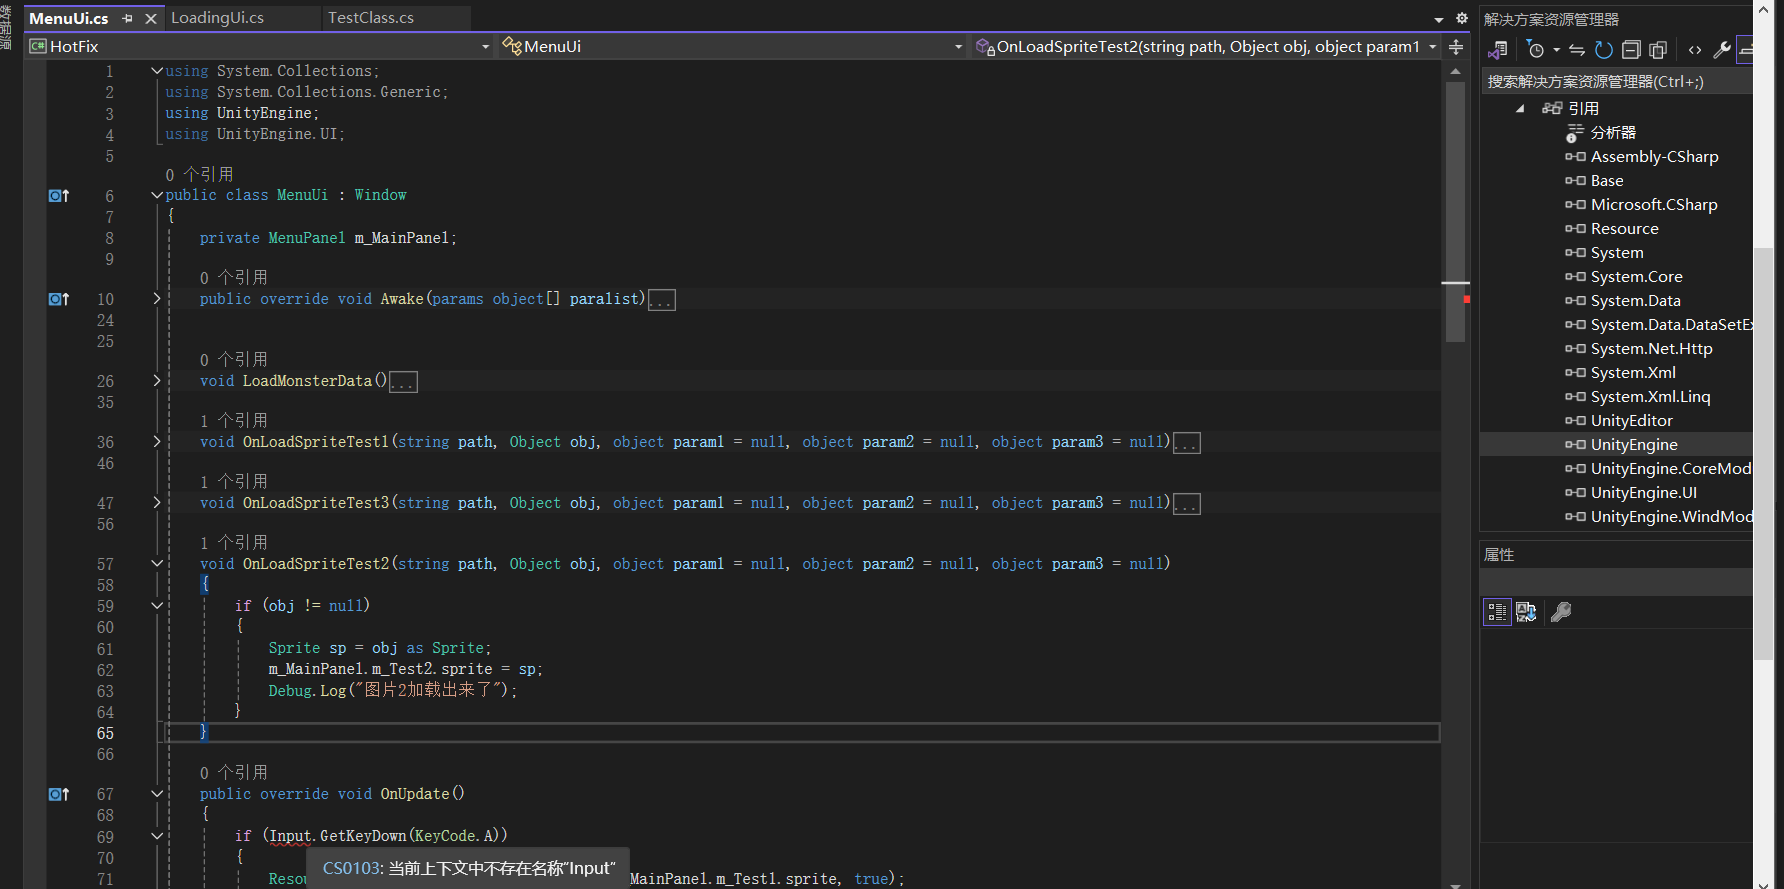 数据源
MenuUi.cs
LoadingUi.cs
TestClass.cs
HotFix
MenuUi
OnLoadSpriteTest2(string path, Object obj, object param1
1 using System.Collections;
2 using System.Collections.Generic;
3 using UnityEngine;
4 using UnityEngine.UI;
5
0 个引用
6 public class MenuUi : Window
7 {
8 private MenuPanel m_MainPanel;
9
0 个引用
10 public override void Awake(params object[] paralist)...
24
25
0 个引用
26 void LoadMonsterData()...
35
1 个引用
36 void OnLoadSpriteTest1(string path, Object obj, object param1 = null, object param2 = null, object param3 = null)...
46
1 个引用
47 void OnLoadSpriteTest3(string path, Object obj, object param1 = null, object param2 = null, object param3 = null)...
56
1 个引用
57 void OnLoadSpriteTest2(string path, Object obj, object param1 = null, object param2 = null, object param3 = null)
58 {
59 if (obj != null)
60 {
61 Sprite sp = obj as Sprite;
62 m_MainPanel.m_Test2.sprite = sp;
63 Debug.Log("图片2加载出来了");
64 }
65 }
66
0 个引用
67 public override void OnUpdate()
68 {
69 if (Input.GetKeyDown(KeyCode.A))
70 {
71 Resou MainPanel.m_Test1.sprite, true);
CS0103: 当前上下文中不存在名称“Input”
解决方案资源管理器
搜索解决方案资源管理器(Ctrl+;)
引用
分析器
Assembly-CSharp
Base
Microsoft.CSharp
Resource
System
System.Core
System.Data
System.Data.DataSetEx
System.Net.Http
System.Xml
System.Xml.Linq
UnityEditor
UnityEngine
UnityEngine.CoreMod
UnityEngine.UI
UnityEngine.WindMod
属性